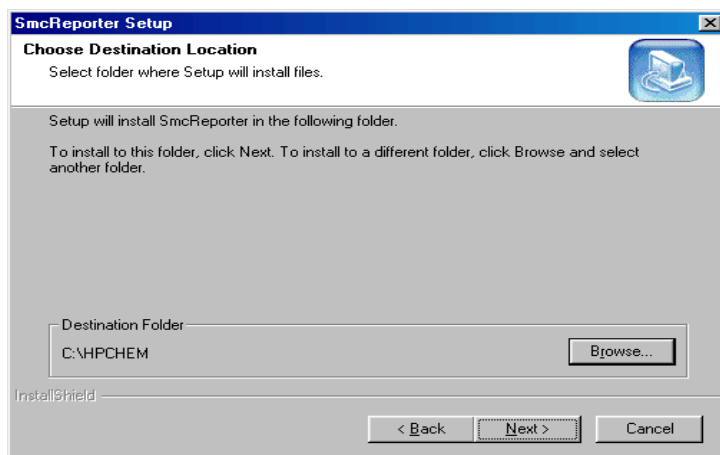 SmcReporter Setup
Choose Destination Location
Select folder where Setup will install files.
Setup will install SmcReporter in the following folder.
To install to this folder, click Next. To install to a different folder, click Browse and select
another folder.
Destination Folder
C:\HPCHEM
Browse...
InstallShield
< Back
Next >
Cancel